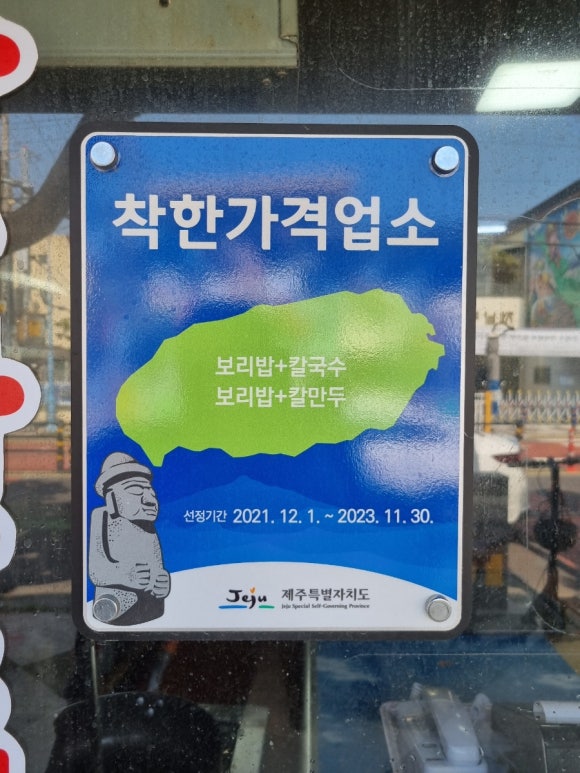 착한가격업소
보리밥+칼국수
보리밥+칼만두
선정기간 2021. 12. 1. ~ 2023. 11. 30.
Jeju 제주특별자치도
Jeju Special Self-Governing Province